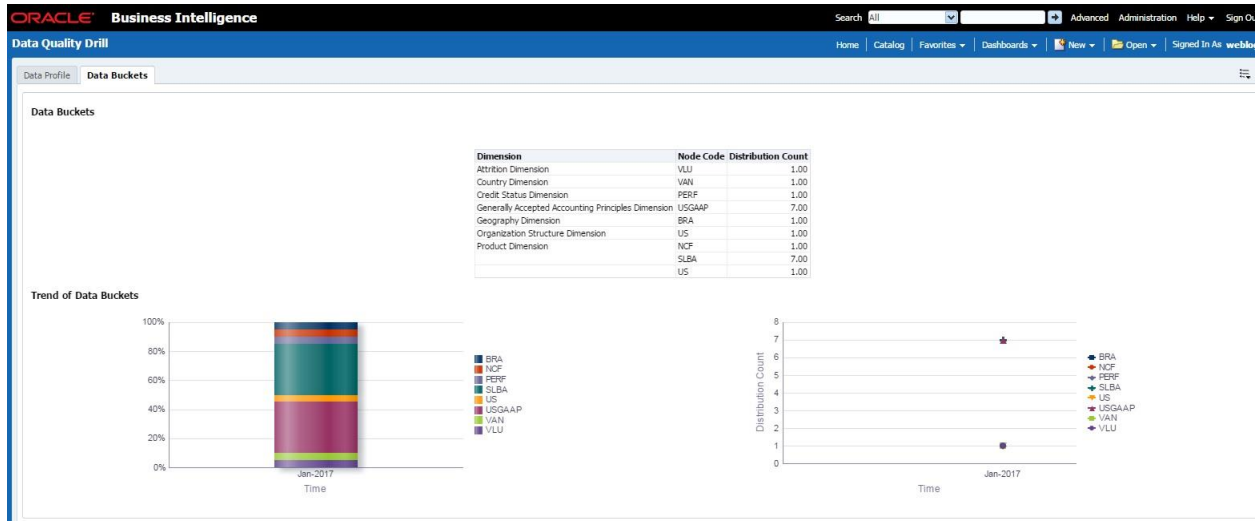 ORACLE® Business Intelligence Search All Advanced Administration Help Sign Ou
Data Quality Drill Home Catalog Favorites Dashboards New Open Signed In As weblo
Data Profile Data Buckets
Data Buckets
Dimension Node Code Distribution Count
Attrition Dimension VLU 1.00
Country Dimension VAN 1.00
Credit Status Dimension PERF 1.00
Generally Accepted Accounting Principles Dimension USGAAP 7.00
Geography Dimension BRA 1.00
Organization Structure Dimension US 1.00
Product Dimension NCF 1.00
SLBA 7.00
US 1.00
Trend of Data Buckets
100%
80%
60%
40%
20%
0%
Jan-2017
Time
BRA
NCF
PERF
SLBA
US
USGAAP
VAN
VLU
Distribution Count
8
7
6
5
4
3
2
1
0
Jan-2017
Time
BRA
NCF
PERF
SLBA
US
USGAAP
VAN
VLU